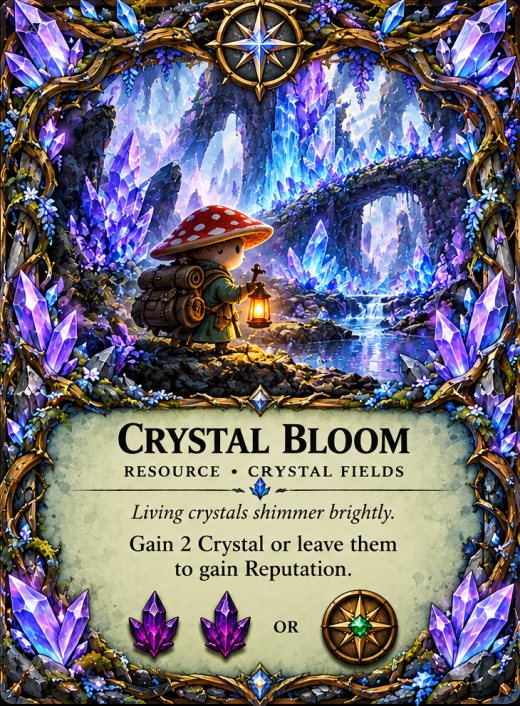 CRYSTAL BLOOM
RESOURCE • CRYSTAL FIELDS
Living crystals shimmer brightly.
Gain 2 Crystal or leave them
to gain Reputation.
OR